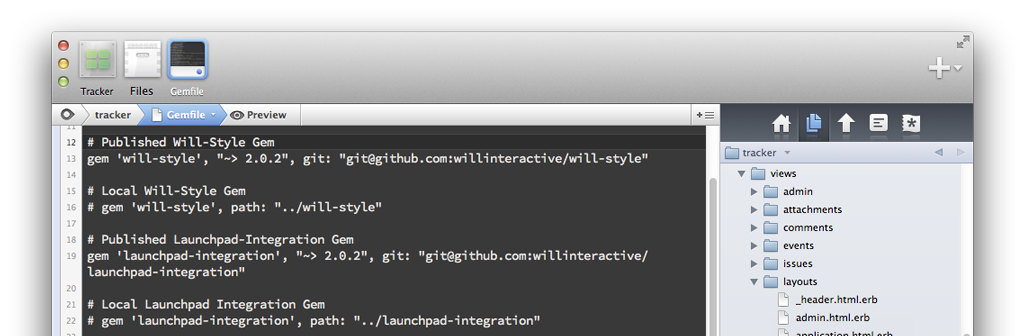 Tracker Files Gemfile
tracker Gemfile Preview
11
12 # Published Will-Style Gem
13 gem 'will-style', "~> 2.0.2", git: "git@github.com:willinteractive/will-style"
14
15 # Local Will-Style Gem
16 # gem 'will-style', path: "../will-style"
17
18 # Published Launchpad-Integration Gem
19 gem 'launchpad-integration', "~> 2.0.2", git: "git@github.com:willinteractive/
launchpad-integration"
20
21 # Local Launchpad Integration Gem
22 # gem 'launchpad-integration', path: "../launchpad-integration"
tracker
views
admin
attachments
comments
events
issues
layouts
_header.html.erb
admin.html.erb
application.html.erb